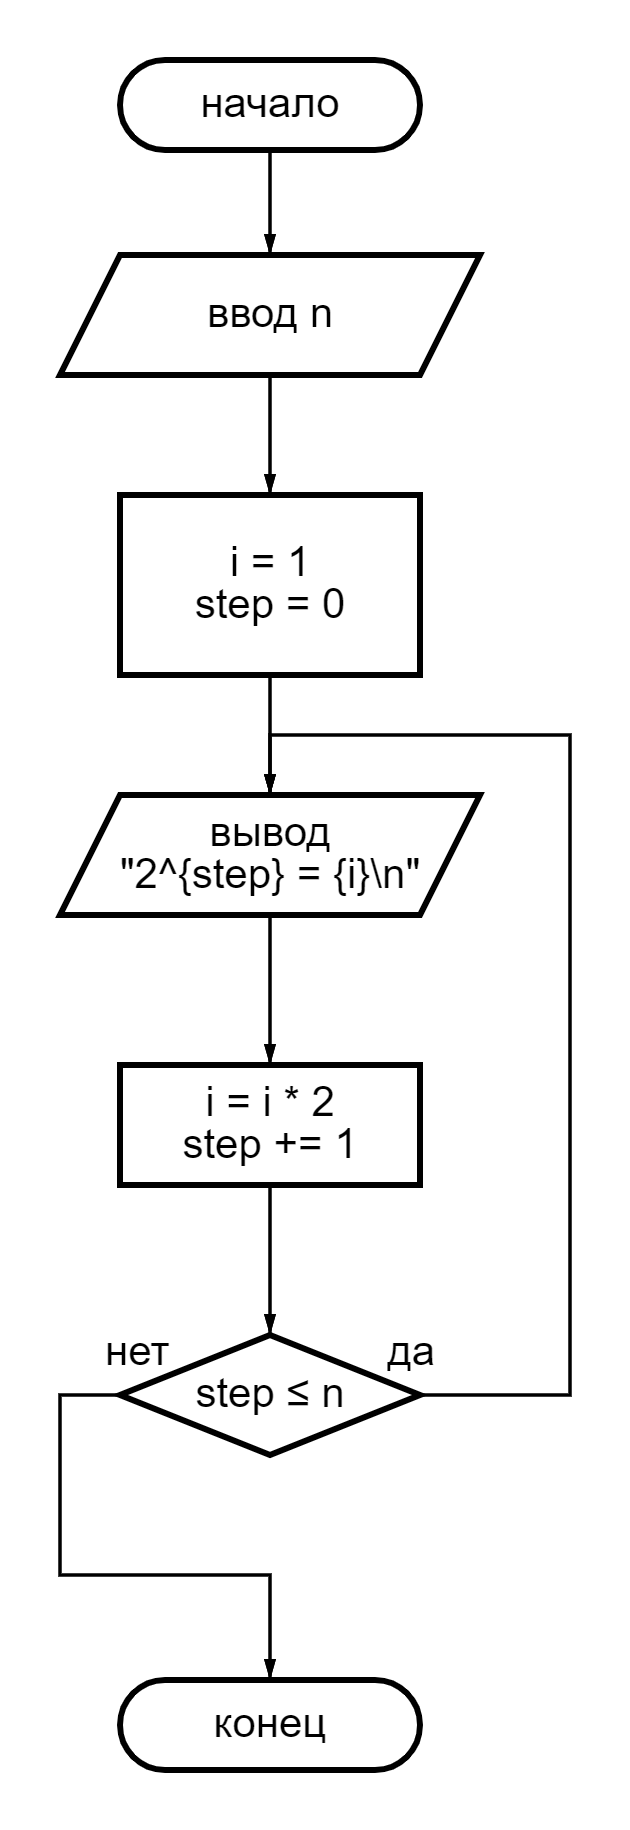 начало
ввод n
i = 1
step = 0
вывод
"2^{step} = {i}\n"
i = i * 2
step += 1
нет
да
step ≤ n
конец